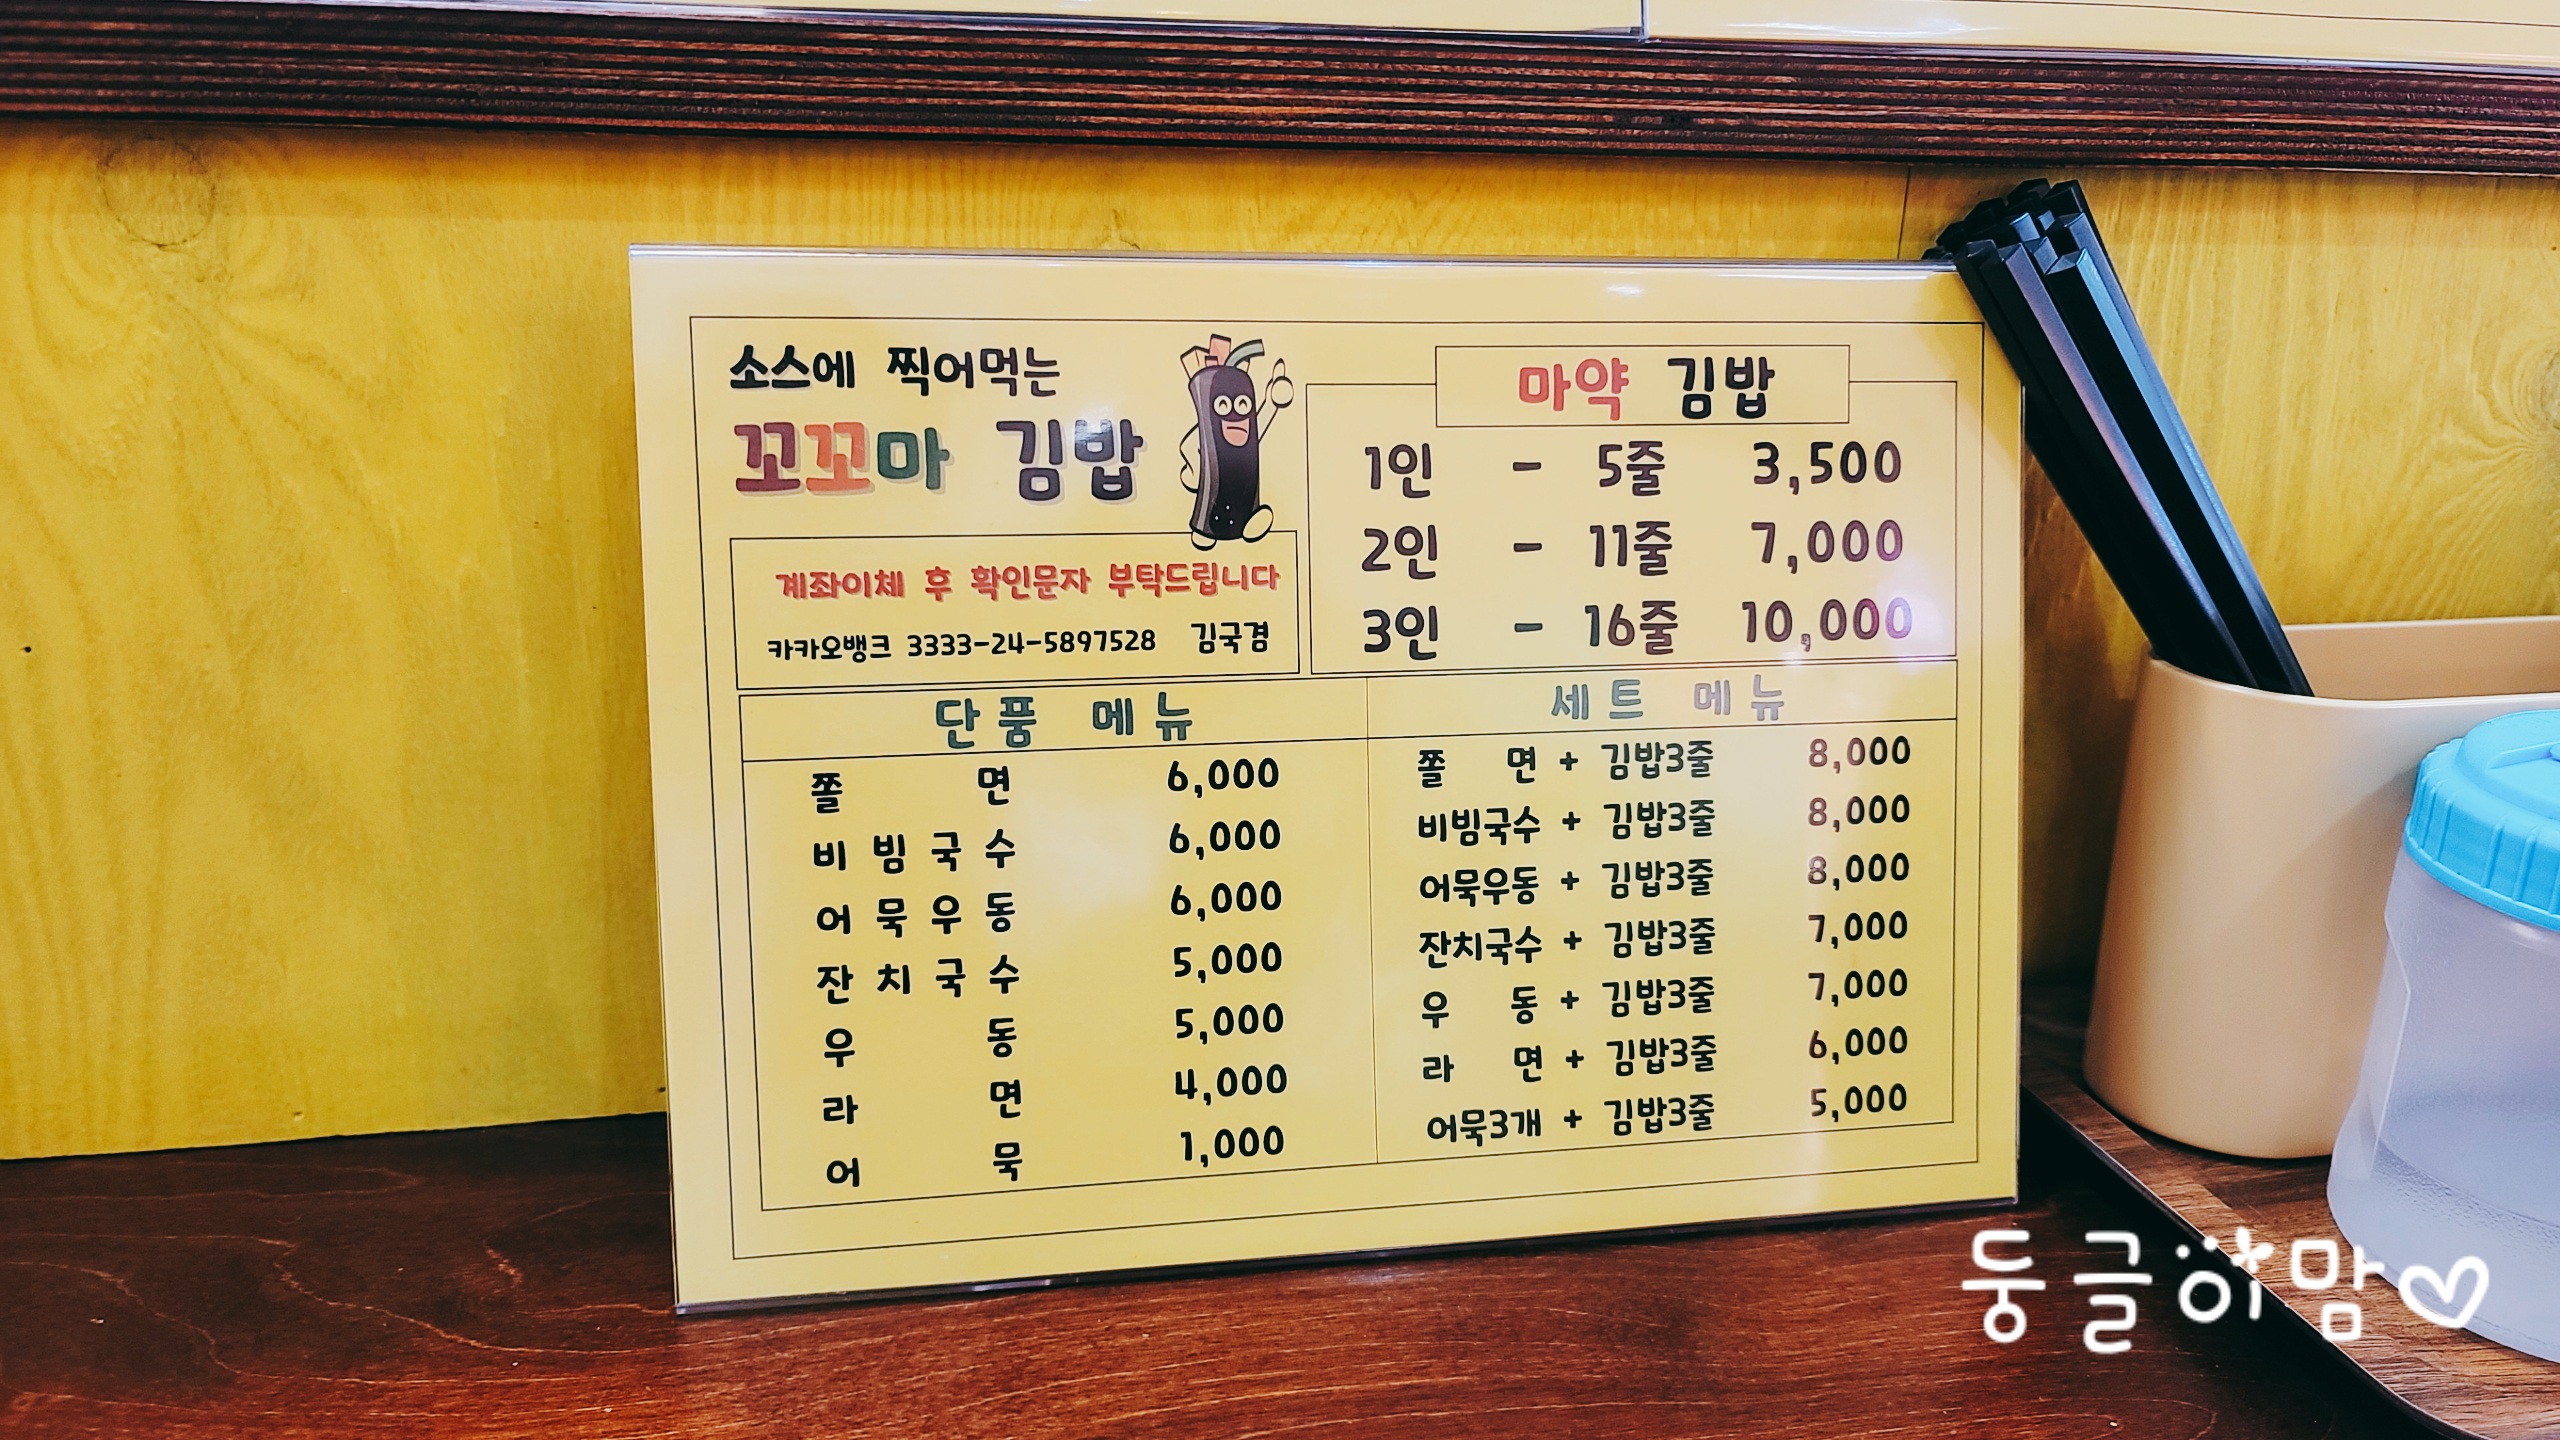 소스에 찍어먹는
꼬꼬마 김밥
계좌이체 후 확인문자 부탁드립니다
카카오뱅크 3333-24-5897528 김국겸
마약 김밥
1인 - 5줄 3,500
2인 - 11줄 7,000
3인 - 16줄 10,000
단품 메뉴
쫄면 6,000
비빔국수 6,000
어묵우동 6,000
잔치국수 5,000
우동 5,000
라면 4,000
어묵 1,000
세트 메뉴
쫄면 + 김밥3줄 8,000
비빔국수 + 김밥3줄 8,000
어묵우동 + 김밥3줄 8,000
잔치국수 + 김밥3줄 7,000
우동 + 김밥3줄 7,000
라면 + 김밥3줄 6,000
어묵3개 + 김밥3줄 5,000
둥글이맘